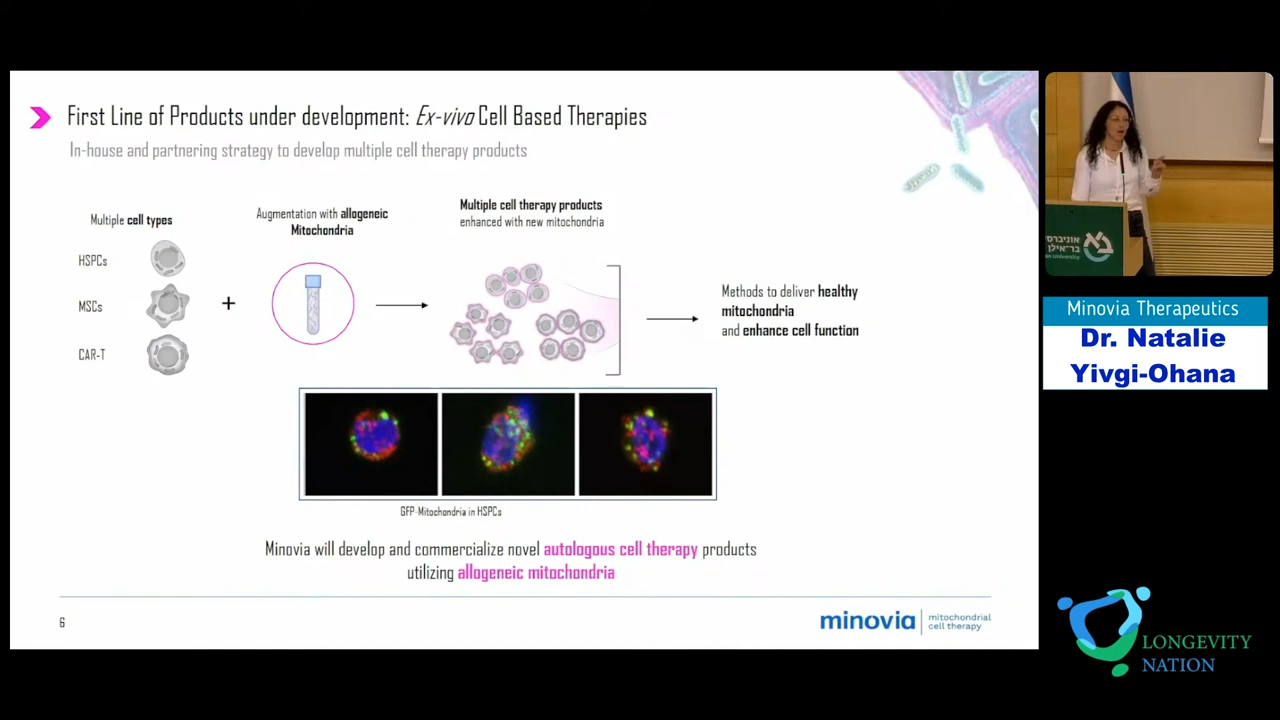 First Line of Products under development: Ex-vivo Cell Based Therapies
In-house and partnering strategy to develop multiple cell therapy products
Multiple cell types
HSPCs
MSCs
CAR-T
+
Augmentation with allogeneic
Mitochondria
Multiple cell therapy products
enhanced with new mitochondria
Methods to deliver healthy
mitochondria
and enhance cell function
GFP-Mitochondria in HSPCs
Minovia will develop and commercialize novel autologous cell therapy products
utilizing allogeneic mitochondria
6
minovia
mitochondrial
cell therapy
Minovia Therapeutics
Dr. Natalie
Yivgi-Ohana
LONGEVITY
NATION